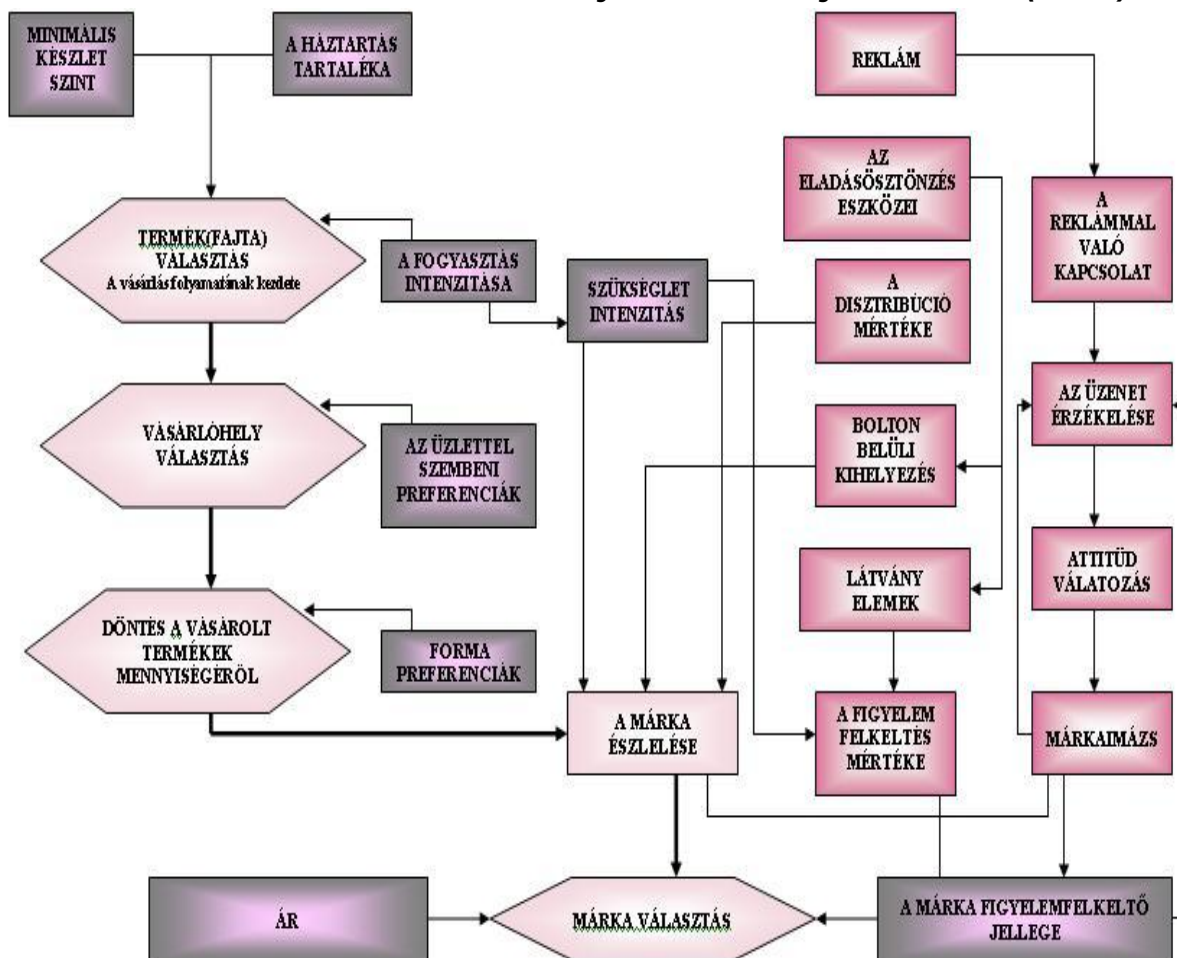 MINIMÁLIS
KÉSZLET
SZINT
A HÁZTARTÁS
TARTALÉKA
REKLÁM
AZ
ELADÁSÖSZTÖNZÉS
ESZKÖZEI
A
REKLÁMMAL
VALÓ
KAPCSOLAT
TERMÉK(FAJTA)
VÁLASZTÁS
A vásárlás folyamatának kezdete
A FOGYASZTÁS
INTENZITÁSA
SZÜKSÉGLET
INTENZITÁS
A
DISZTRIBÚCIÓ
MÉRTÉKE
VÁSÁRLÓHELY
VÁLASZTÁS
AZ ÜZLETTEL
SZEMBENI
PREFERENCIÁK
BOLTON
BELÜLI
KIHELYEZÉS
AZ ÜZENET
ÉRZÉKELÉSE
LÁTVÁNY
ELEMEK
ATTITÜD
VÁLATOZÁS
DÖNTÉS A VÁSÁROLT
TERMÉKEK
MENNYISÉGÉRŐL
FORMA
PREFERENCIÁK
A MÁRKA
ÉSZLELÉSE
A FIGYELEM
FELKELTÉS
MÉRTÉKE
MÁRKAIMÁZS
ÁR
MÁRKA VÁLASZTÁS
A MÁRKA FIGYELEMFELKELTŐ
JELLEGE